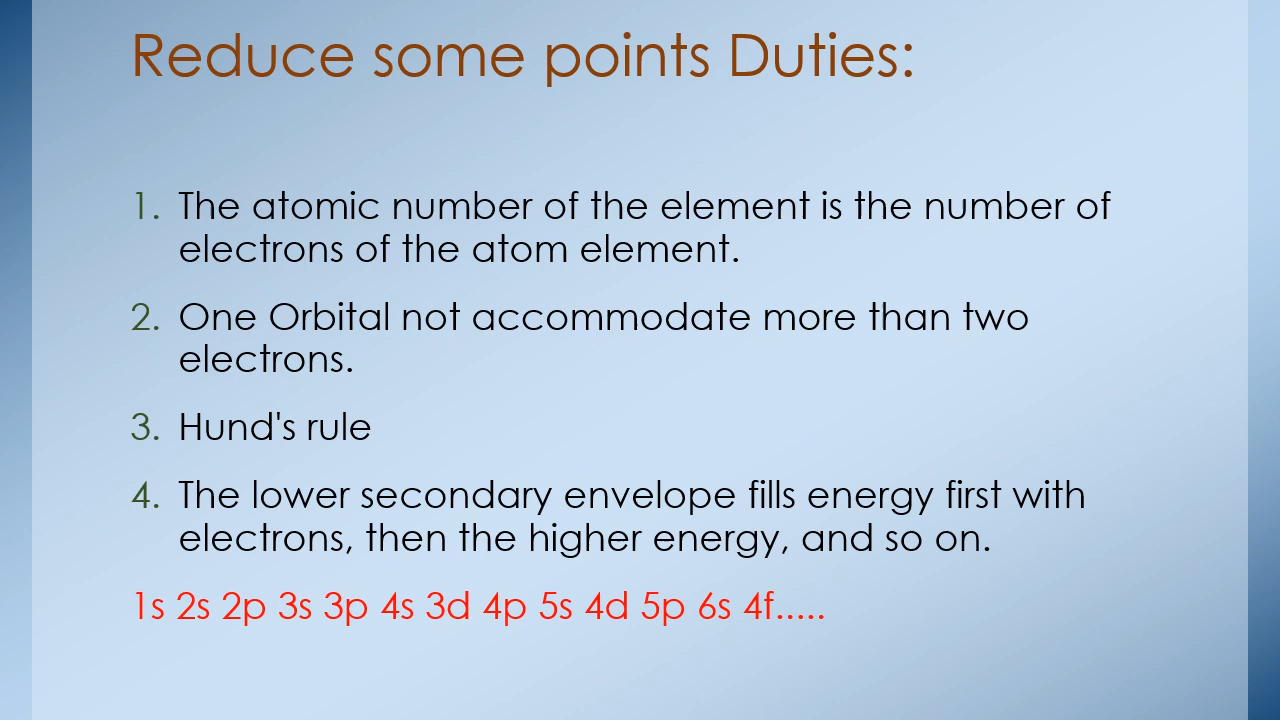 Reduce some points Duties:
1. The atomic number of the element is the number of
electrons of the atom element.
2. One Orbital not accommodate more than two
electrons.
3. Hund's rule
4. The lower secondary envelope fills energy first with
electrons, then the higher energy, and so on.
1s 2s 2p 3s 3p 4s 3d 4p 5s 4d 5p 6s 4f.....